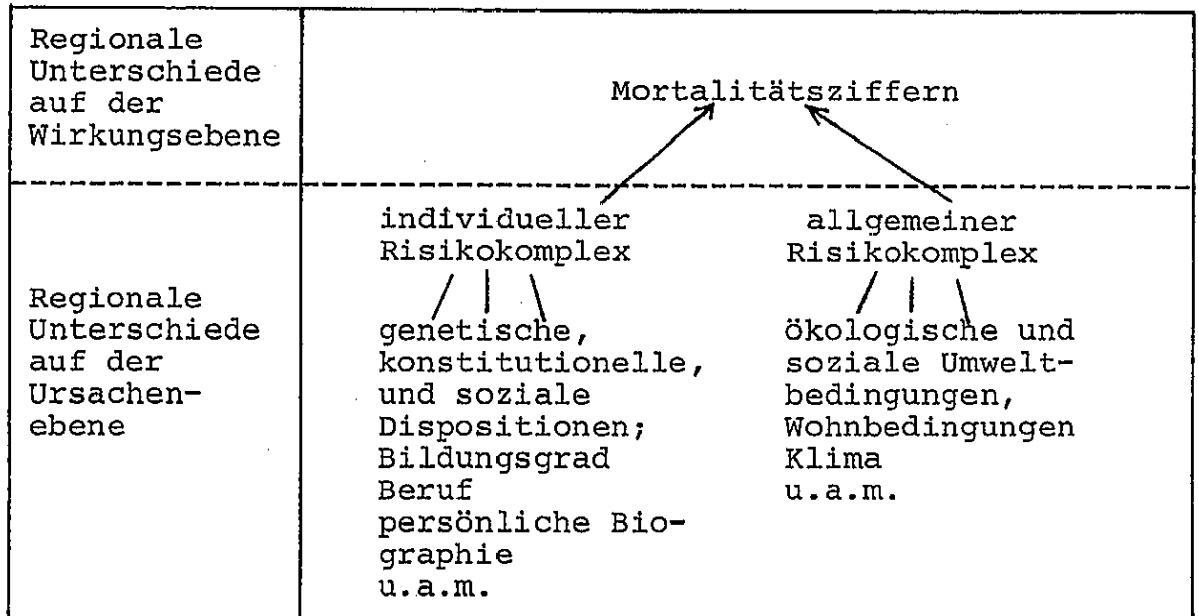 Regionale
Unterschiede
auf der
Wirkungsebene
Mortalitätsziffern
Regionale
Unterschiede
auf der
Ursachen-
ebene
individueller
Risikokomplex
genetische,
konstitutionelle,
und soziale
Dispositionen;
Bildungsgrad
Beruf
persönliche Bio-
graphie
u.a.m.
allgemeiner
Risikokomplex
ökologische und
soziale Umwelt-
bedingungen,
Wohnbedingungen
Klima
u.a.m.